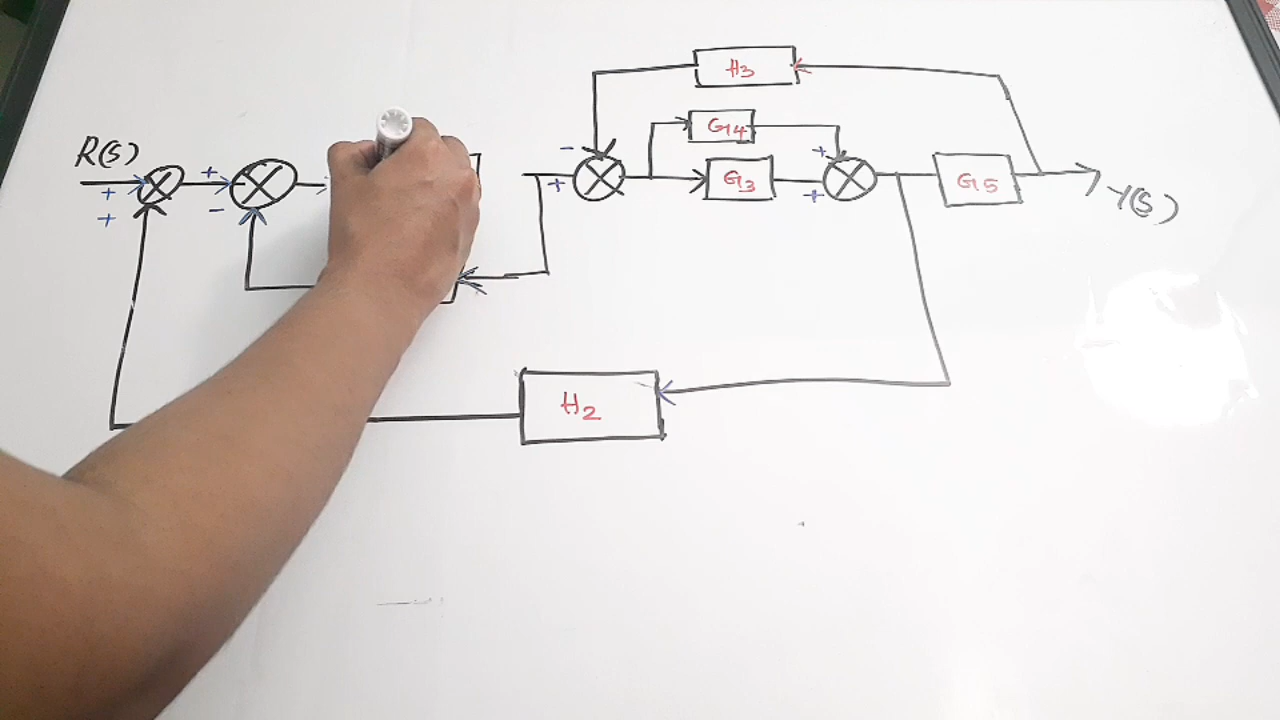 H3
R(S)
G4
G3
G5
Y(S)
H2
+
+
+
-
-
+
+
+